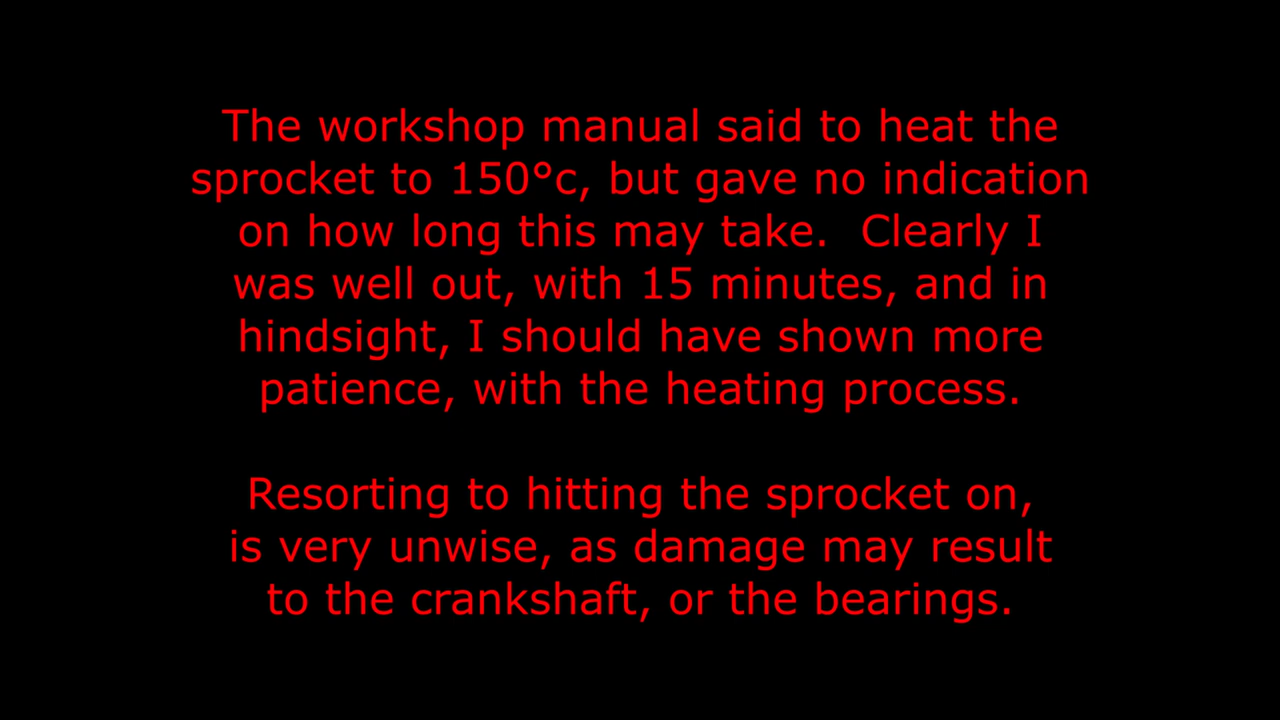 The workshop manual said to heat the
sprocket to 150°c, but gave no indication
on how long this may take.  Clearly I
was well out, with 15 minutes, and in
hindsight, I should have shown more
patience, with the heating process.
Resorting to hitting the sprocket on,
is very unwise, as damage may result
to the crankshaft, or the bearings.